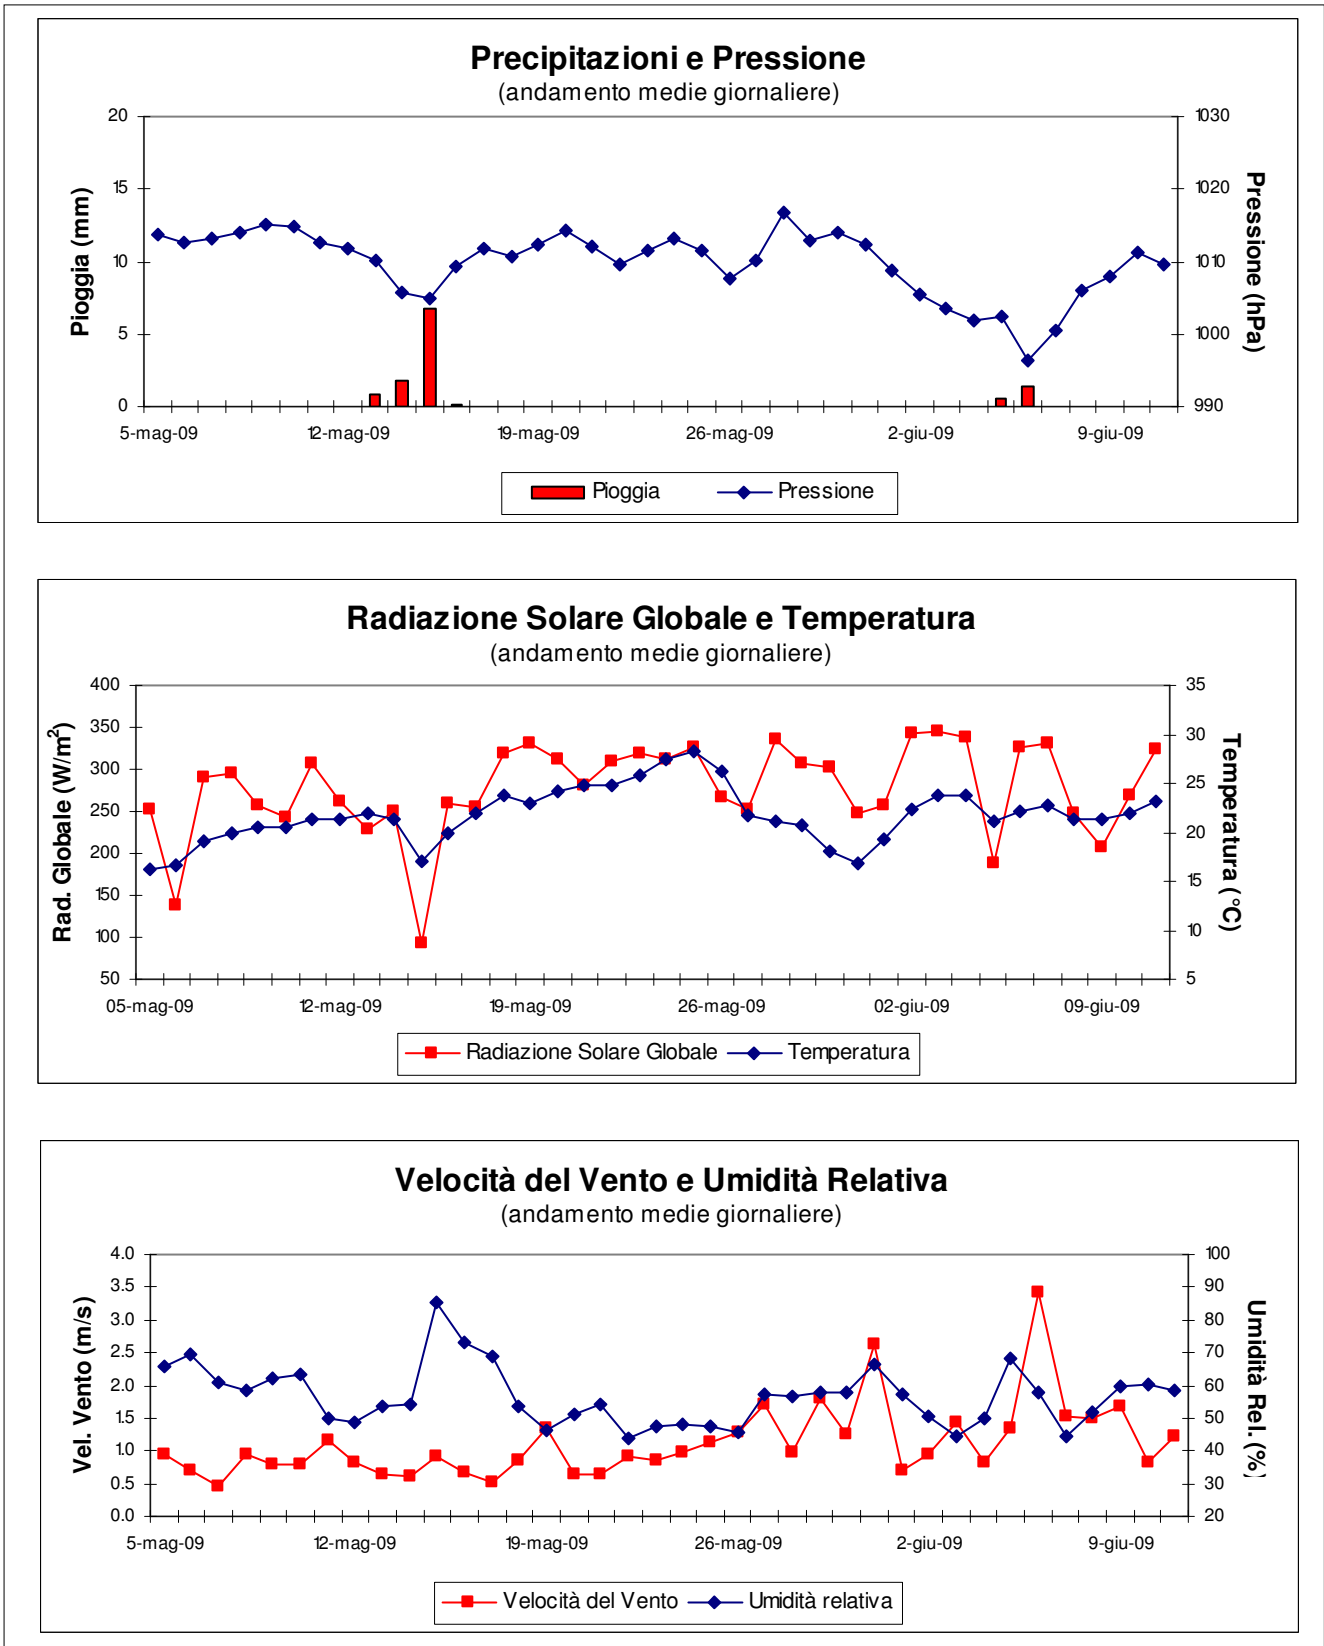 Precipitazioni e Pressione
(andamento medie giornaliere)
20
15
10
5
0
Pioggia (mm)
1030
1020
1010
1000
990
Pressione (hPa)
5-mag-09 12-mag-09 19-mag-09 26-mag-09 2-giu-09 9-giu-09
Pioggia Pressione
Radiazione Solare Globale e Temperatura
(andamento medie giornaliere)
400
350
300
250
200
150
100
50
Rad. Globale (W/m²)
35
30
25
20
15
10
5
Temperatura (°C)
05-mag-09 12-mag-09 19-mag-09 26-mag-09 02-giu-09 09-giu-09
Radiazione Solare Globale Temperatura
Velocità del Vento e Umidità Relativa
(andamento medie giornaliere)
4.0
3.5
3.0
2.5
2.0
1.5
1.0
0.5
0.0
Vel. Vento (m/s)
100
90
80
70
60
50
40
30
20
Umidità Rel. (%)
5-mag-09 12-mag-09 19-mag-09 26-mag-09 2-giu-09 9-giu-09
Velocità del Vento Umidità relativa